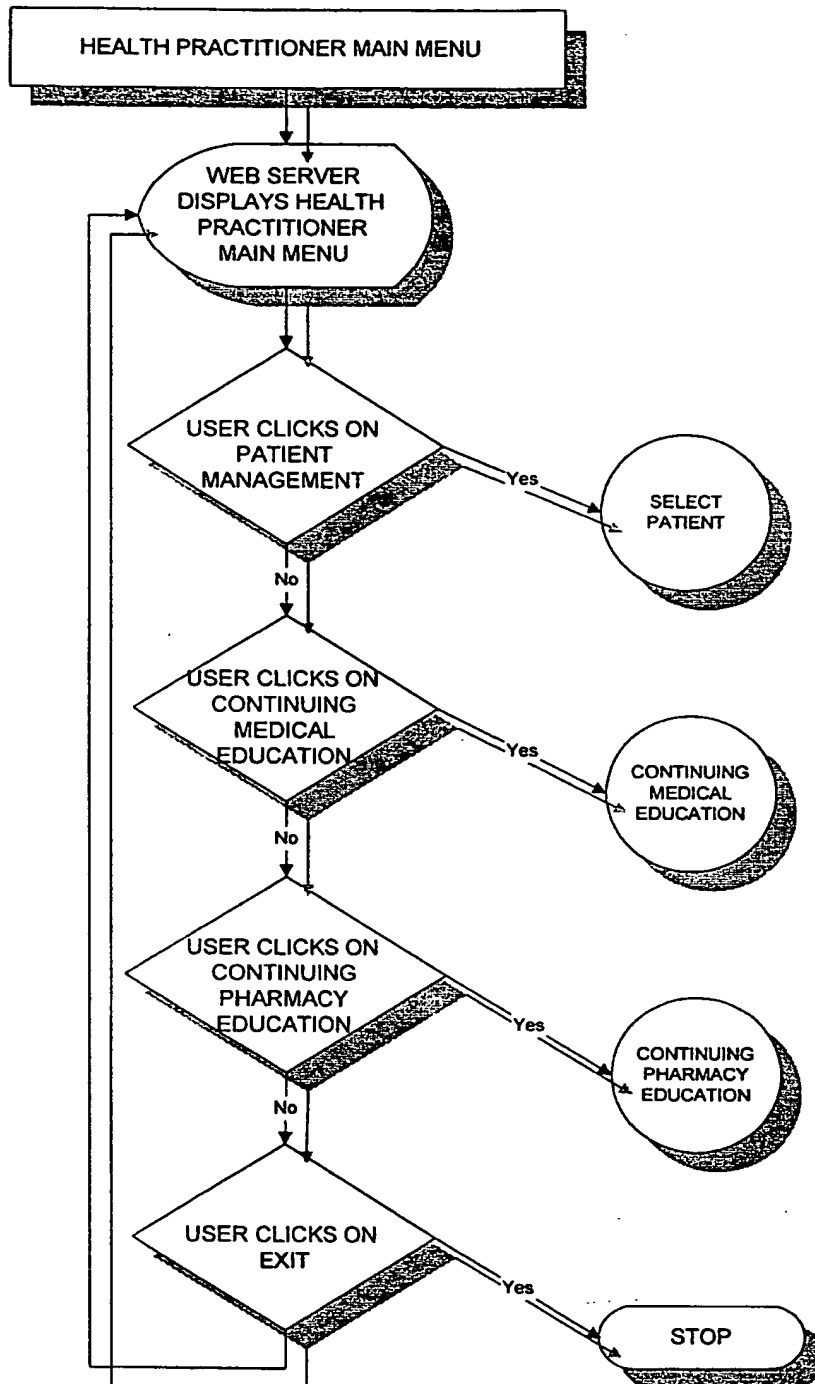 HEALTH PRACTITIONER MAIN MENU
WEB SERVER
DISPLAYS HEALTH
PRACTITIONER
MAIN MENU
USER CLICKS ON
PATIENT
MANAGEMENT
Yes
SELECT
PATIENT
No
USER CLICKS ON
CONTINUING
MEDICAL
EDUCATION
Yes
CONTINUING
MEDICAL
EDUCATION
No
USER CLICKS ON
CONTINUING
PHARMACY
EDUCATION
Yes
CONTINUING
PHARMACY
EDUCATION
No
USER CLICKS ON
EXIT
Yes
STOP